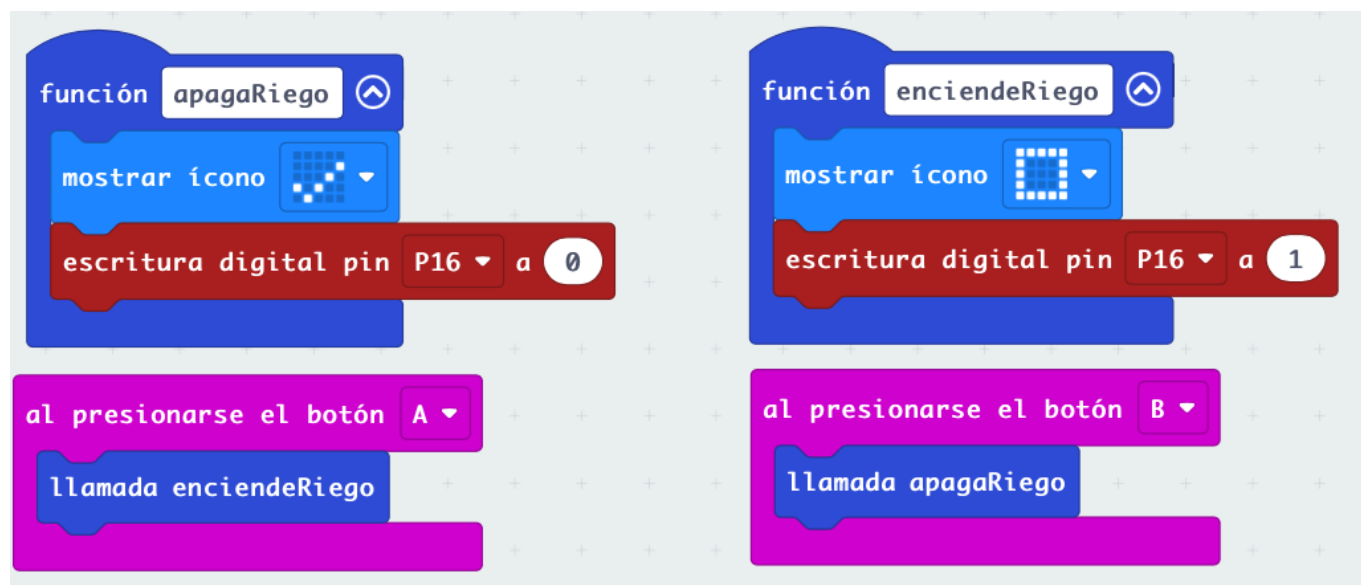 función apagaRiego
mostrar ícono
escritura digital pin P16 a 0
al presionarse el botón A
llamada enciendeRiego
función enciendeRiego
mostrar ícono
escritura digital pin P16 a 1
al presionarse el botón B
llamada apagaRiego